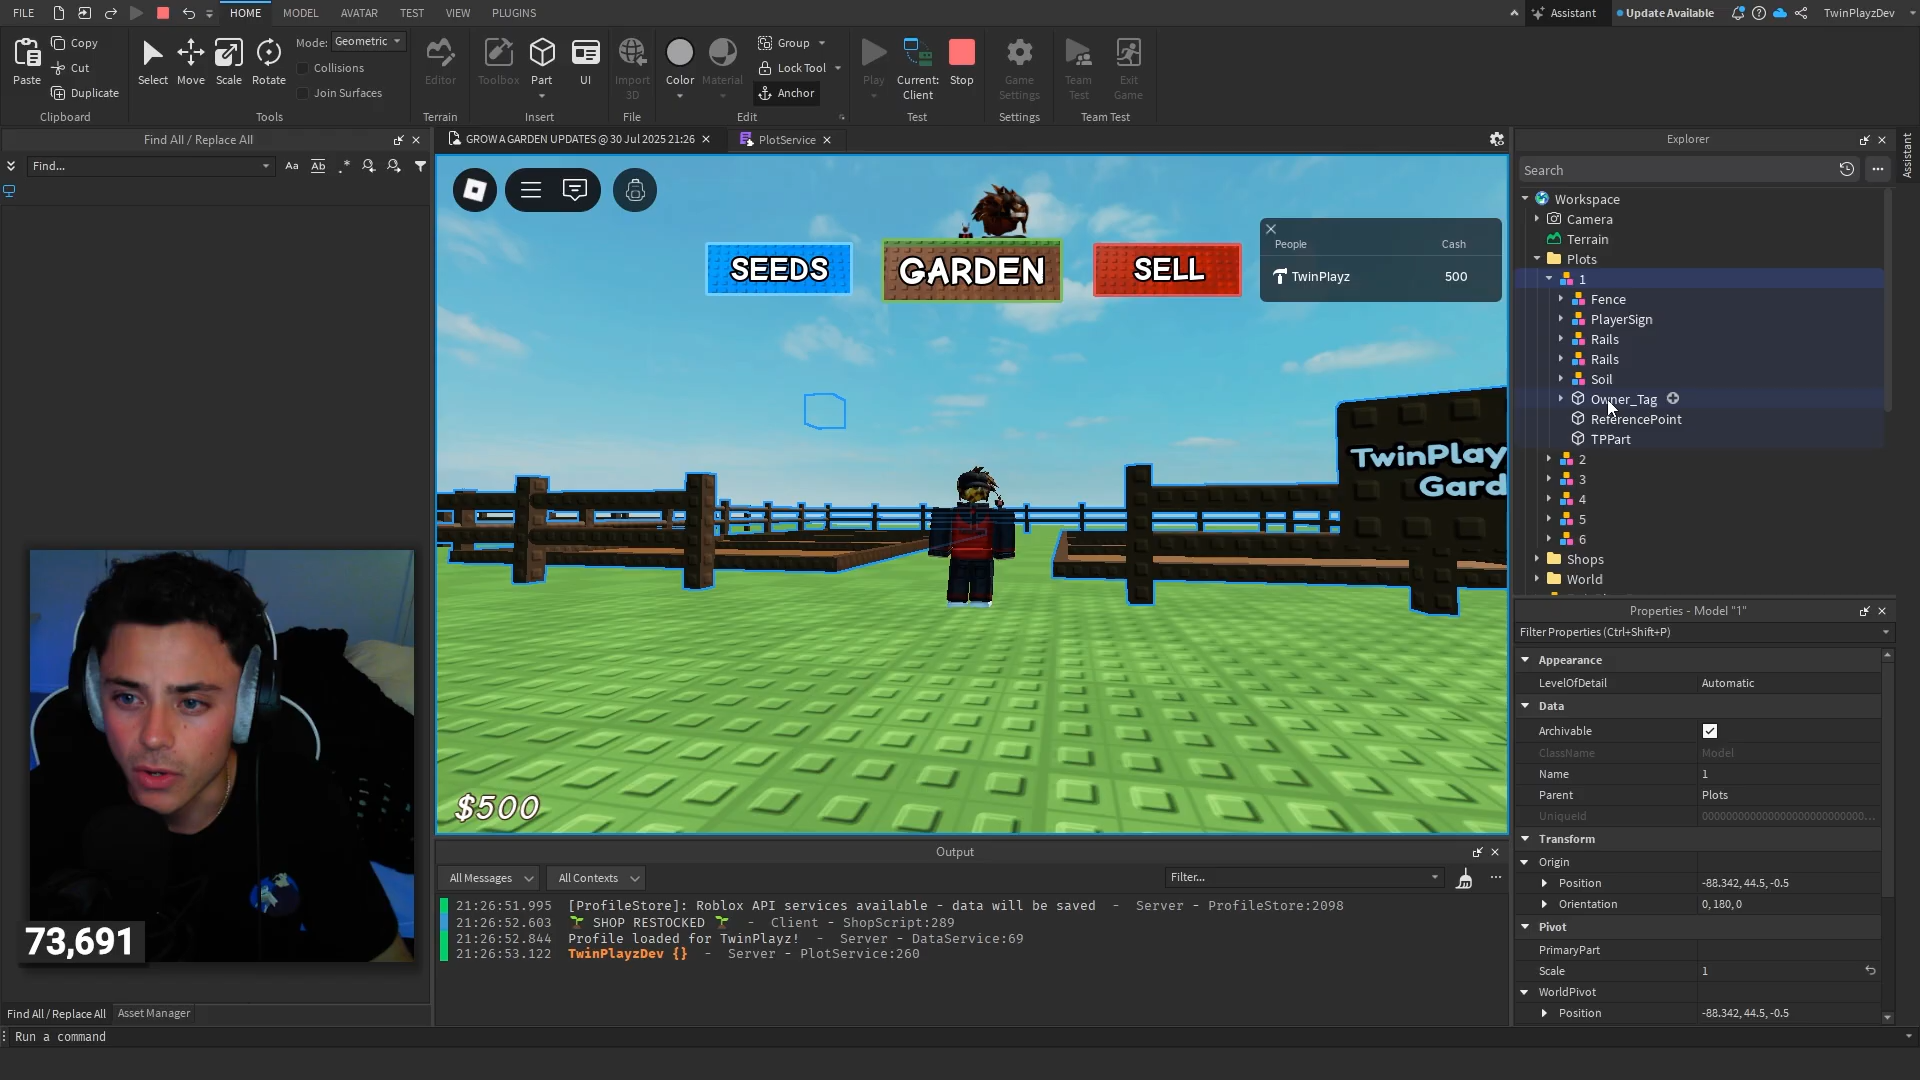 FILE
HOME
MODEL
AVATAR
TEST
VIEW
PLUGINS
Assistant
Update Available
TwinPlayzDev
Paste
Copy
Cut
Duplicate
Clipboard
Select
Move
Scale
Rotate
Mode:
Geometric
Collisions
Join Surfaces
Tools
Editor
Terrain
Toolbox
Part
UI
Insert
Import
3D
File
Color
Material
Group
Lock Tool
Anchor
Edit
Play
Current:
Client
Stop
Test
Game
Settings
Settings
Team
Test
Exit
Game
Team Test
Find All / Replace All
Find...
Aa
Ab
.*
73,691
Find All / Replace All
Asset Manager
Run a command
GROW A GARDEN UPDATES @ 30 Jul 2025 21:26
PlotService
SEEDS
GARDEN
SELL
People
Cash
TwinPlayz
500
TwinPlay
Gard
$500
Output
All Messages
All Contexts
Filter...
21:26:51.995 [ProfileStore]: Roblox API services available - data will be saved - Server - ProfileStore:2098
21:26:52.603 🌱 SHOP RESTOCKED 🌱 - Client - ShopScript:289
21:26:52.844 Profile loaded for TwinPlayz! - Server - DataService:69
21:26:53.122 TwinPlayzDev {} - Server - PlotService:260
Explorer
Assistant
Search
Workspace
Camera
Terrain
Plots
1
Fence
PlayerSign
Rails
Rails
Soil
Owner_Tag
ReferencePoint
TPPart
2
3
4
5
6
Shops
World
Properties - Model "1"
Filter Properties (Ctrl+Shift+P)
Appearance
LevelOfDetail
Automatic
Data
Archivable
ClassName
Model
Name
1
Parent
Plots
UniqueId
Transform
Origin
Position
-88.342, 44.5, -0.5
Orientation
0, 180, 0
Pivot
PrimaryPart
Scale
1
WorldPivot
Position
-88.342, 44.5, -0.5